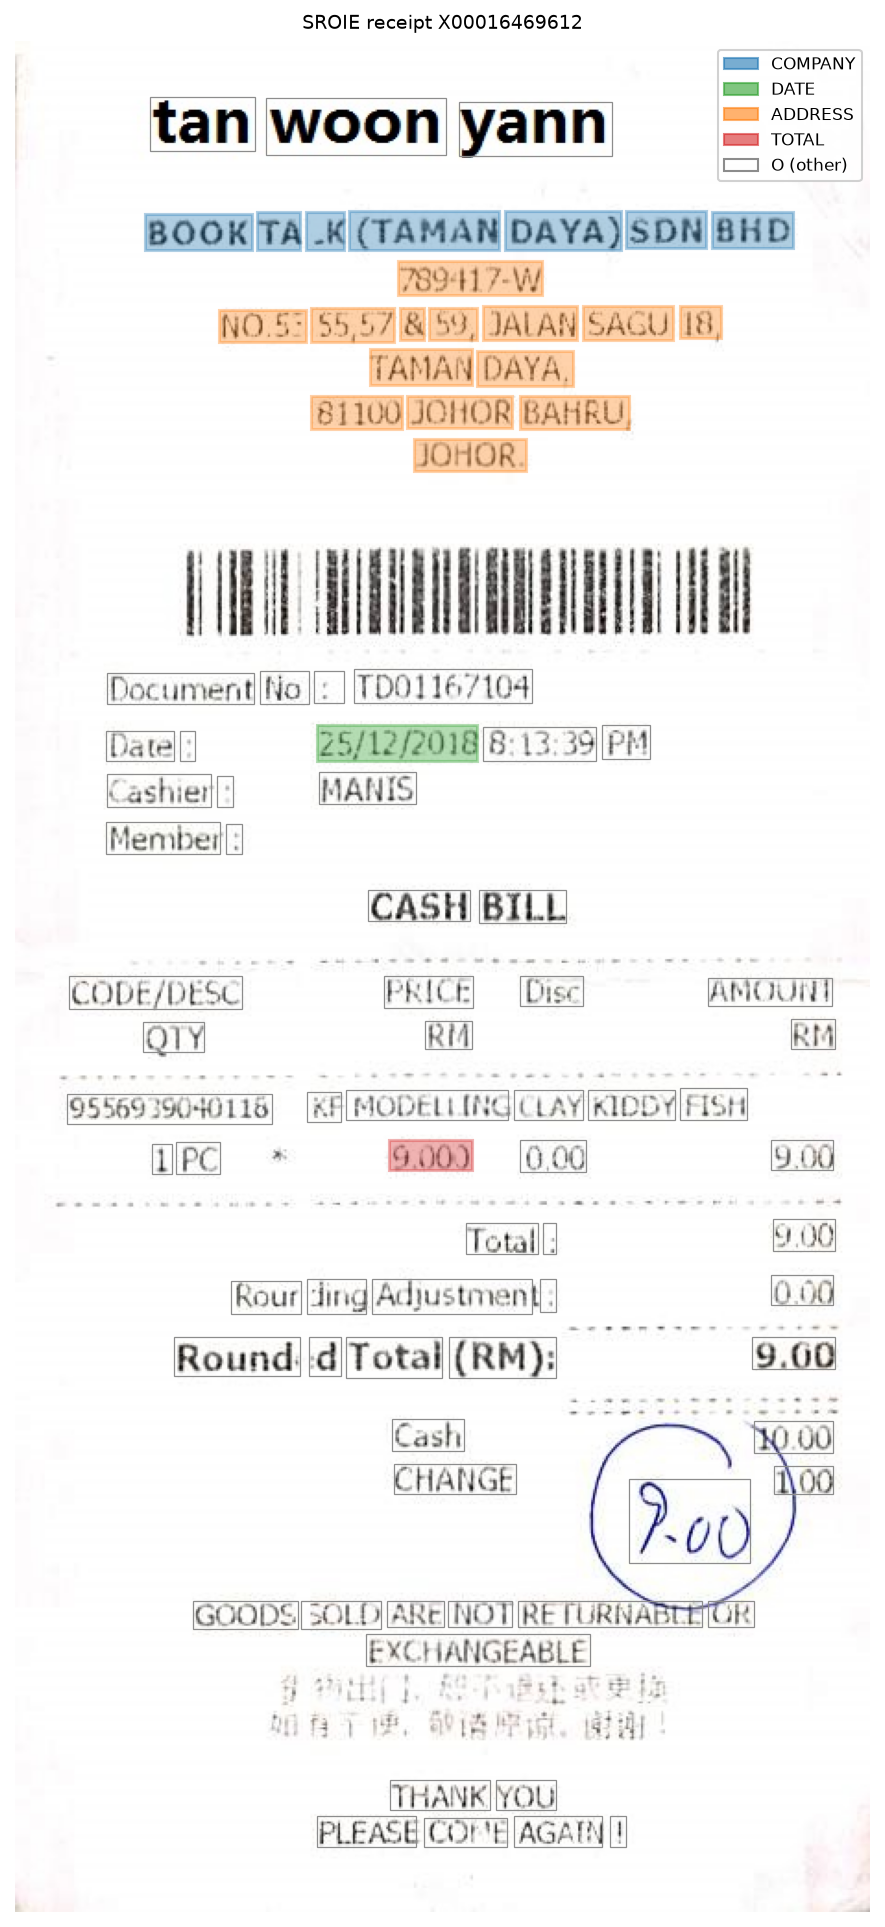 SROIE receipt X00016469612
COMPANY
DATE
ADDRESS
TOTAL
O (other)
tan woon yann
BOOK TA .K (TAMAN DAYA) SDN BHD
789417-W
NO.53 55,57 & 59, JALAN SAGU 18,
TAMAN DAYA,
81100 JOHOR BAHRU,
JOHOR.
Document No : TD01167104
Date : 25/12/2018 8:13:39 PM
Cashier : MANIS
Member :
CASH BILL
CODE/DESC PRICE Disc AMOUNT
QTY RM RM
9556939040118 KF MODELLING CLAY KIDDY FISH
1 PC * 9.000 0.00 9.00
Total : 9.00
Rounding Adjustment : 0.00
Rounded Total (RM): 9.00
Cash 10.00
CHANGE 1.00
9.00
GOODS SOLD ARE NOT RETURNABLE OR
EXCHANGEABLE
THANK YOU
PLEASE COME AGAIN !